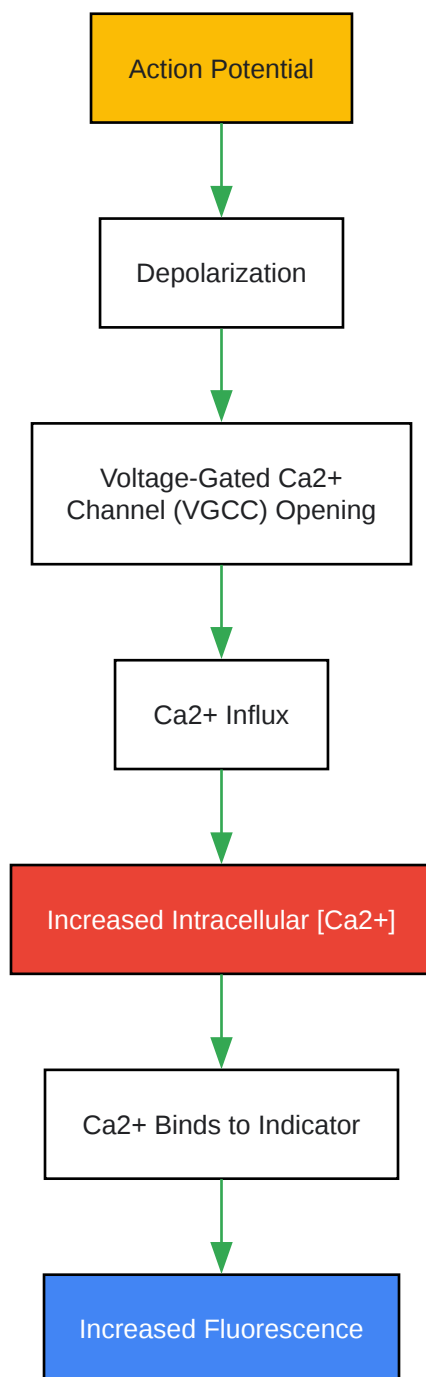 Action Potential
Depolarization
Voltage-Gated Ca2+
Channel (VGCC) Opening
Ca2+ Influx
Increased Intracellular [Ca2+]
Ca2+ Binds to Indicator
Increased Fluorescence